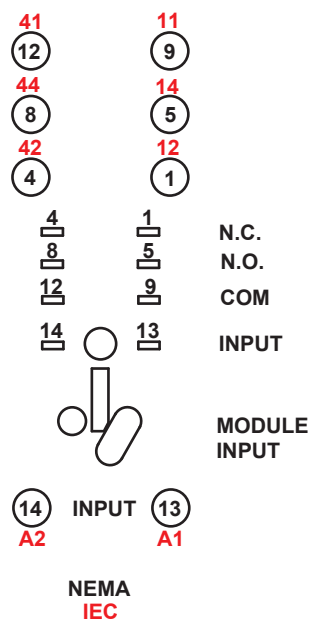 41 11
12 9
44 14
8 5
42 12
4 1
4 1 N.C.
8 5 N.O.
12 9 COM
14 13 INPUT
MODULE
INPUT
14 INPUT 13
A2 A1
NEMA
IEC